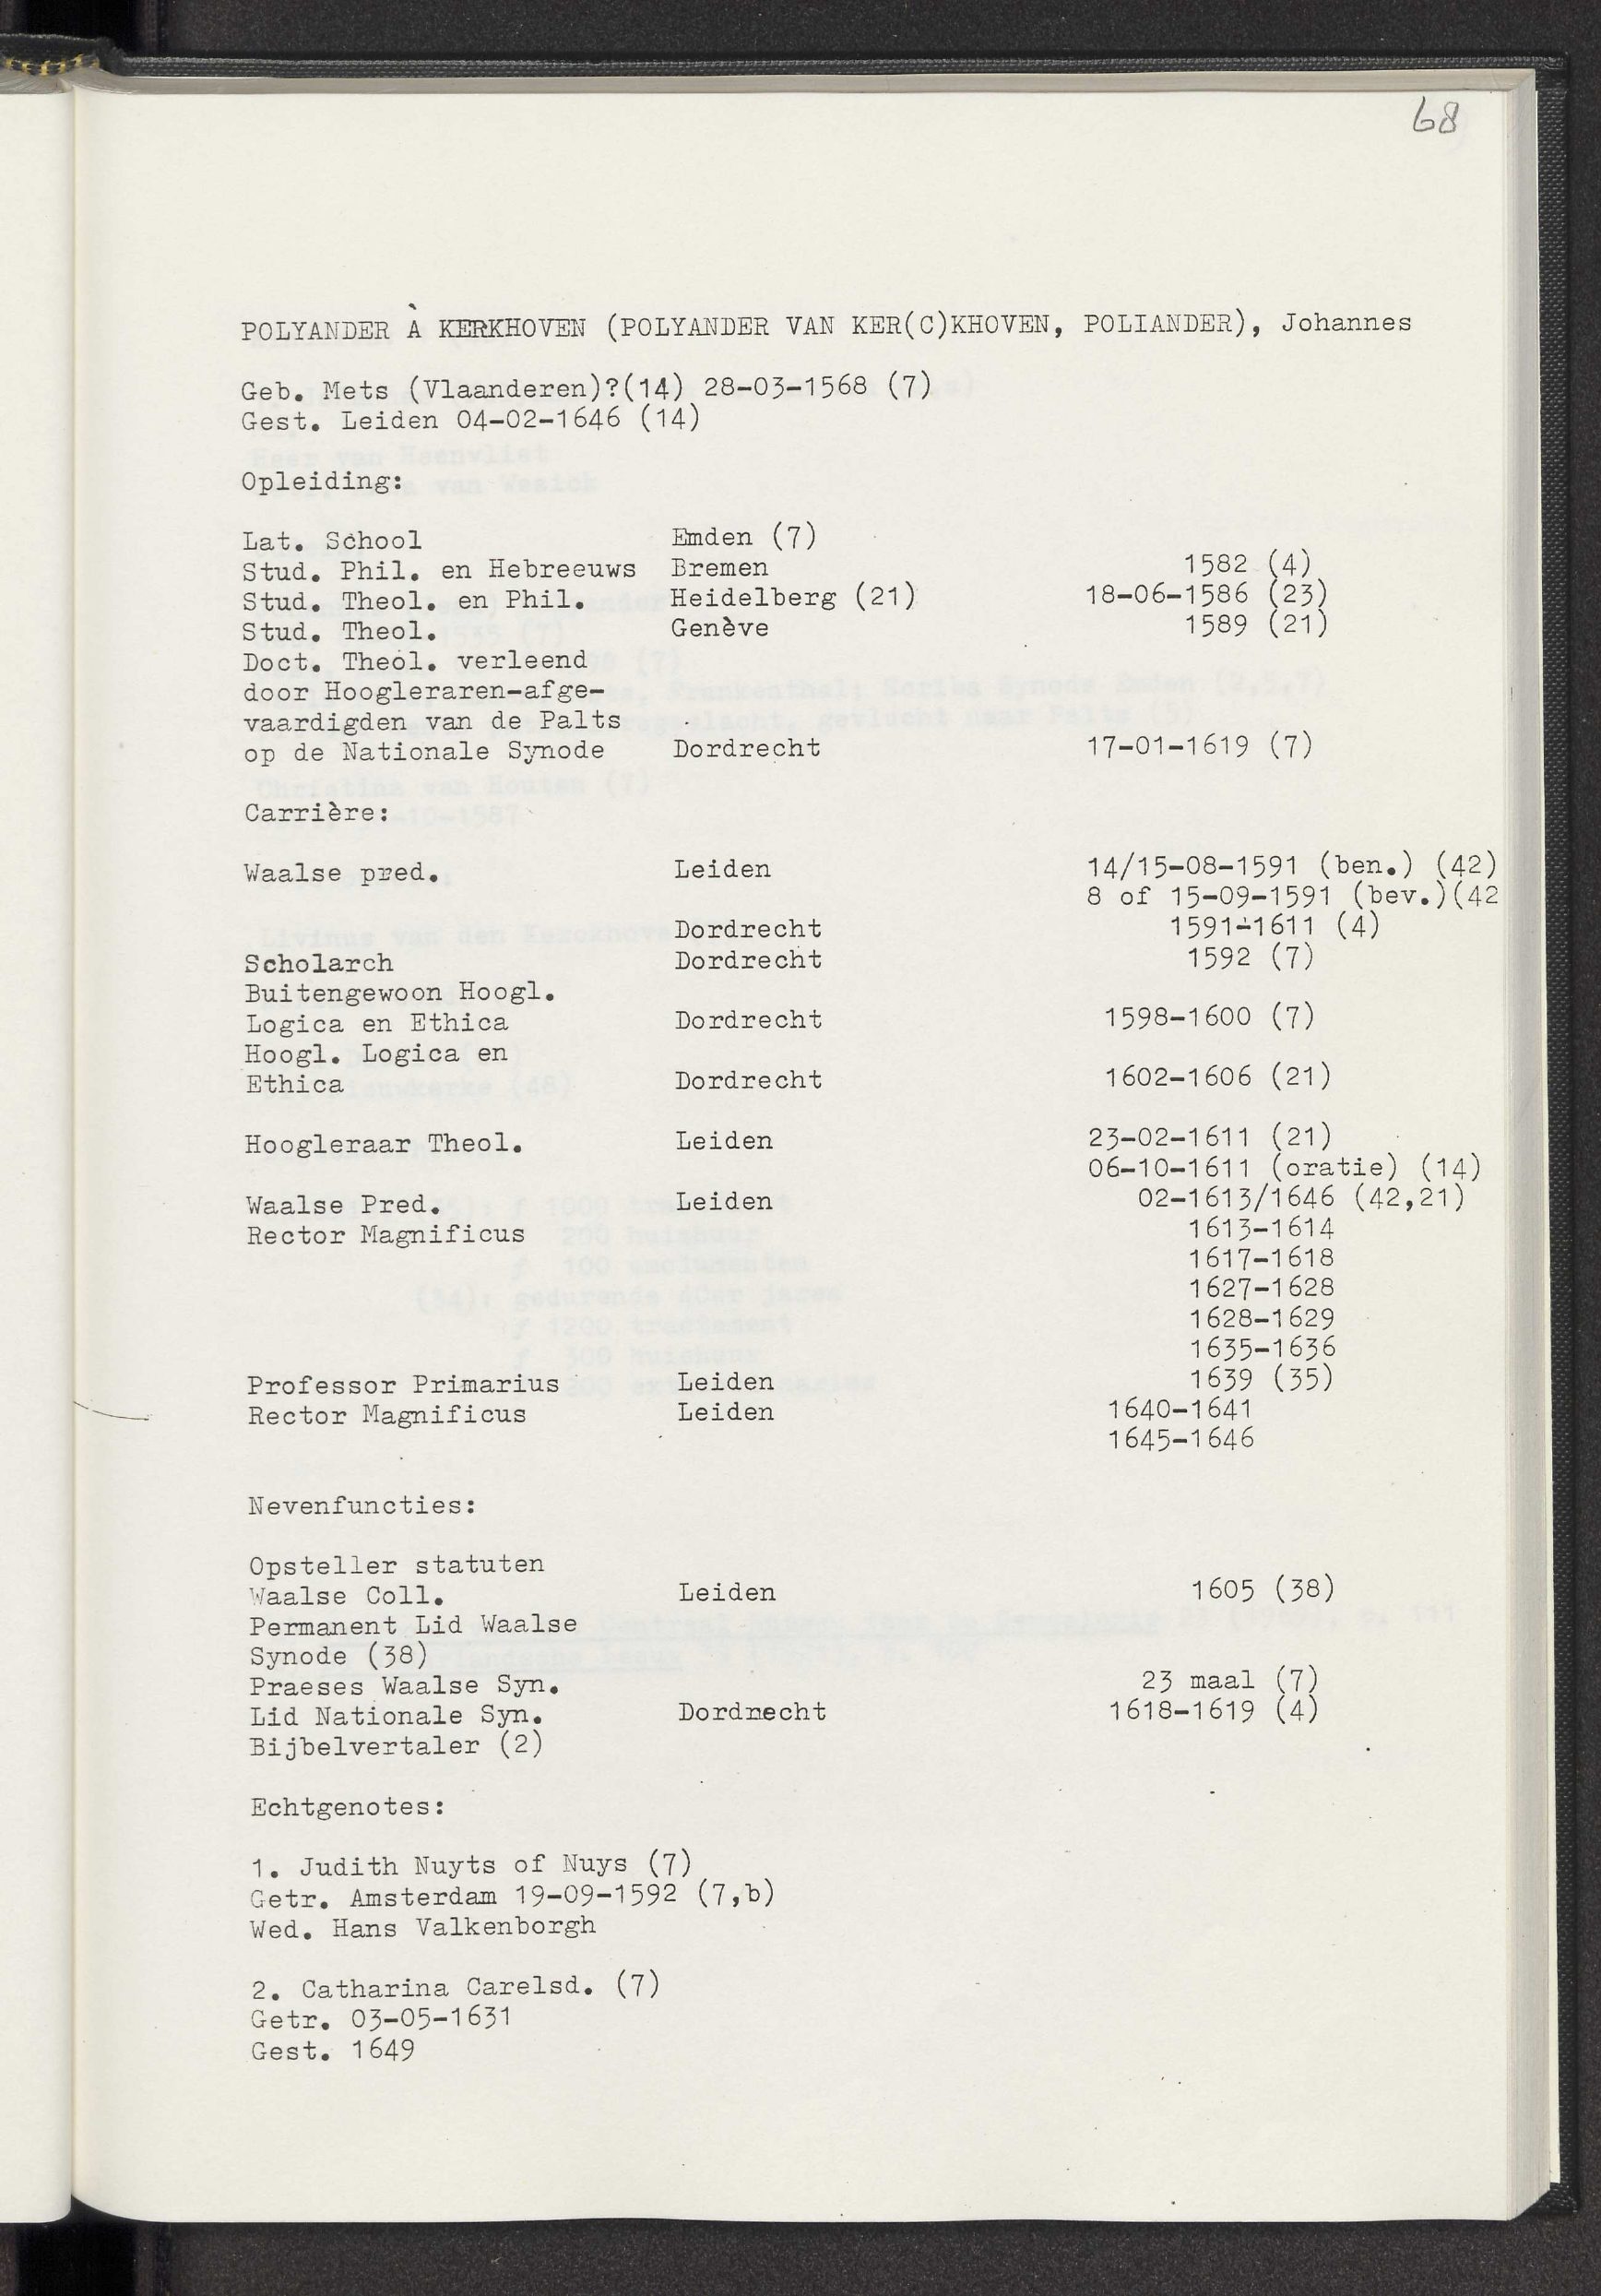 68
POLYANDER À KERKHOVEN (POLYANDER VAN KER(C)KHOVEN, POLIANDER), Johannes
Geb. Mets (Vlaanderen)?(14) 28-03-1568 (7)
Gest. Leiden 04-02-1646 (14)
Opleiding:
Lat. School Emden (7)
Stud. Phil. en Hebreeuws Bremen 1582 (4)
Stud. Theol. en Phil. Heidelberg (21) 18-06-1586 (23)
Stud. Theol. Genève 1589 (21)
Doct. Theol. verleend
door Hoogleraren-afge-
vaardigden van de Palts
op de Nationale Synode Dordrecht 17-01-1619 (7)
Carrière:
Waalse pred. Leiden 14/15-08-1591 (ben.) (42)
8 of 15-09-1591 (bev.)(42
Dordrecht 1591-1611 (4)
Scholarch Dordrecht 1592 (7)
Buitengewoon Hoogl.
Logica en Ethica Dordrecht 1598-1600 (7)
Hoogl. Logica en
Ethica Dordrecht 1602-1606 (21)
Hoogleraar Theol. Leiden 23-02-1611 (21)
06-10-1611 (oratie) (14)
Waalse Pred. Leiden 02-1613/1646 (42,21)
Rector Magnificus 1613-1614
1617-1618
1627-1628
1628-1629
1635-1636
Professor Primarius Leiden 1639 (35)
Rector Magnificus Leiden 1640-1641
1645-1646
Nevenfuncties:
Opsteller statuten
Waalse Coll. Leiden 1605 (38)
Permanent Lid Waalse
Synode (38)
Praeses Waalse Syn. 23 maal (7)
Lid Nationale Syn. Dordrecht 1618-1619 (4)
Bijbelvertaler (2)
Echtgenotes:
1. Judith Nuyts of Nuys (7)
Getr. Amsterdam 19-09-1592 (7,b)
Wed. Hans Valkenborgh
2. Catharina Carelsd. (7)
Getr. 03-05-1631
Gest. 1649